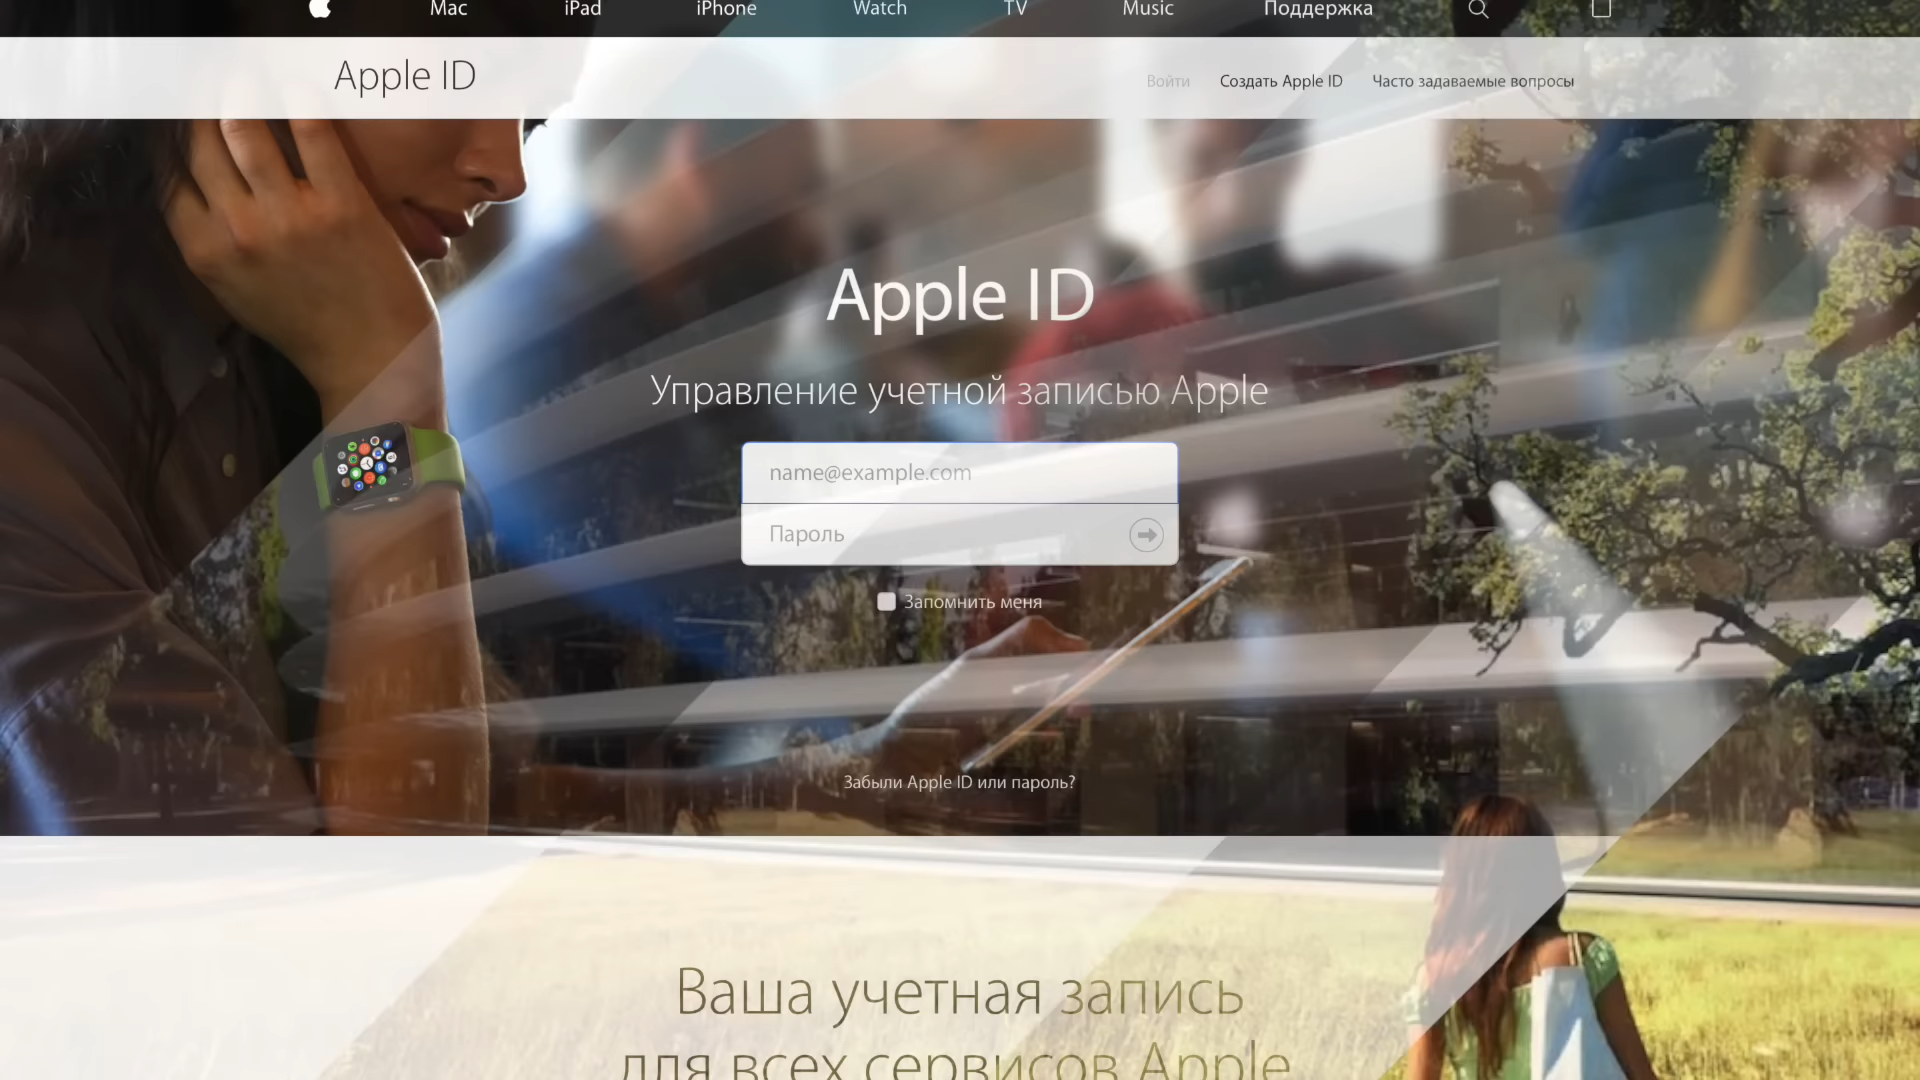 Mac iPad iPhone Watch TV Music Поддержка
Apple ID
Войти Создать Apple ID Часто задаваемые вопросы
Apple ID
Управление учетной записью Apple
name@example.com
Пароль
Запомнить меня
Забыли Apple ID или пароль?
Ваша учетная запись
для всех сервисов Apple